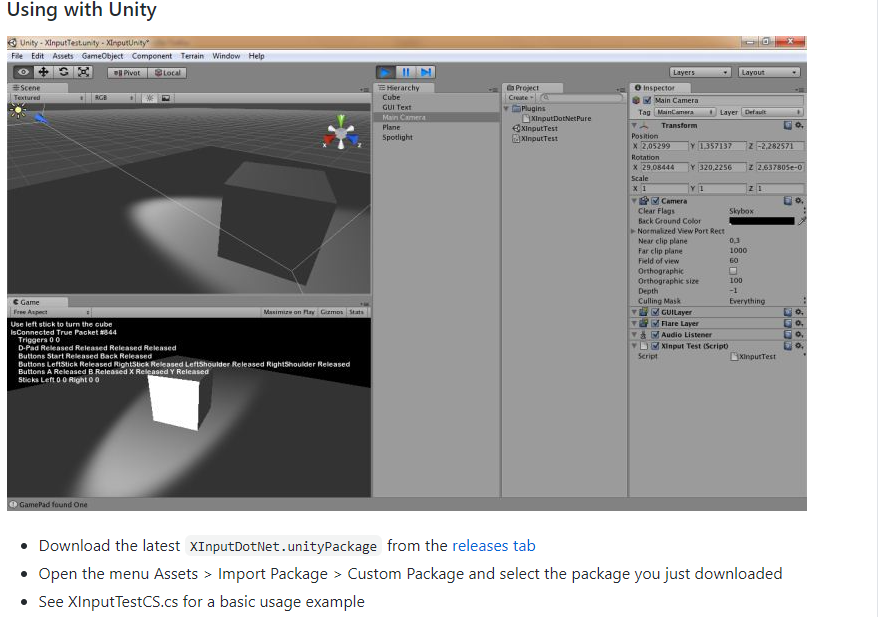 Using with Unity
Unity - XInputTest.unity - XInputUnity*
File Edit Assets GameObject Component Terrain Window Help
Pivot Local Layers Layout
Scene
Textured RGB
Hierarchy
Cube
GUI Text
Main Camera
Plane
Spotlight
Project
Create
Plugins
XInputDotNetPure
XInputTest
XInputTest
Inspector
Main Camera
Tag MainCamera Layer Default
Transform
Position
X 2,05299 Y 1,357137 Z -2,282571
Rotation
X 29,08444 Y 320,2256 Z 2,637805e-0
Scale
X 1 Y 1 Z 1
Camera
Clear Flags Skybox
Back Ground Color
Normalized View Port Rect
Near clip plane 0,3
Far clip plane 1000
Field of view 60
Orthographic
Orthographic size 100
Depth -1
Culling Mask Everything
GUILayer
Flare Layer
Audio Listener
XInput Test (Script)
Script XInputTest
Game
Free Aspect Maximize on Play Gizmos Stats
Use left stick to turn the cube
IsConnected True Packet #844
Triggers 0 0
D-Pad Released Released Released Released
Buttons Start Released Back Released
Buttons LeftStick Released RightStick Released LeftShoulder Released RightShoulder Released
Buttons A Released B Released X Released Y Released
Sticks Left 0 0 Right 0 0
x z
GamePad found One
• Download the latest XInputDotNet.unityPackage from the releases tab
• Open the menu Assets > Import Package > Custom Package and select the package you just downloaded
• See XInputTestCS.cs for a basic usage example